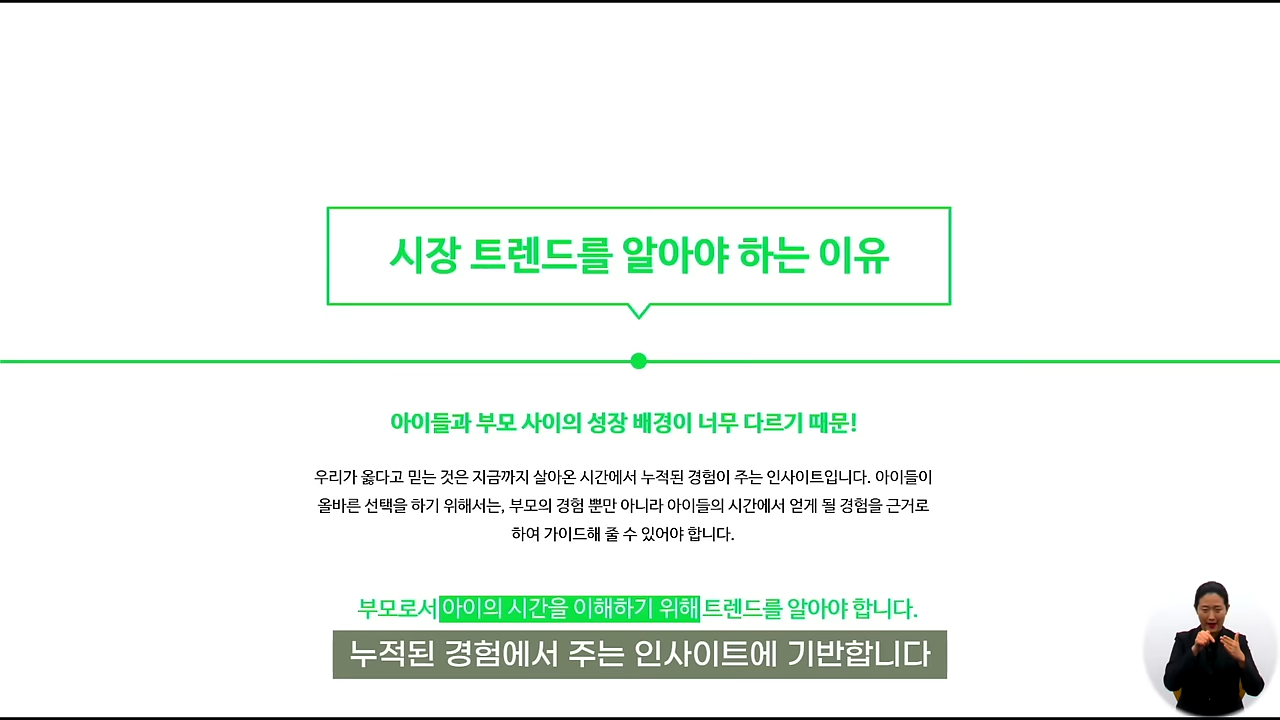 시장 트렌드를 알아야 하는 이유
아이들과 부모 사이의 성장 배경이 너무 다르기 때문!
우리가 옳다고 믿는 것은 지금까지 살아온 시간에서 누적된 경험이 주는 인사이트입니다. 아이들이
올바른 선택을 하기 위해서는, 부모의 경험 뿐만 아니라 아이들의 시간에서 얻게 될 경험을 근거로
하여 가이드해 줄 수 있어야 합니다.
부모로서 아이의 시간을 이해하기 위해 트렌드를 알아야 합니다.
누적된 경험에서 주는 인사이트에 기반합니다